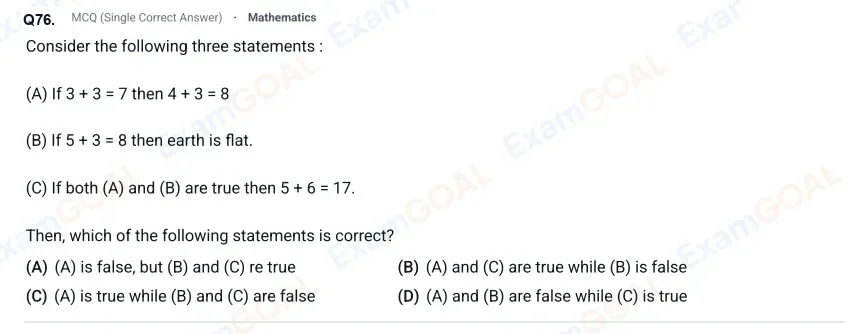 Q76. MCQ (Single Correct Answer) · Mathematics
Consider the following three statements :
(A) If 3 + 3 = 7 then 4 + 3 = 8
(B) If 5 + 3 = 8 then earth is flat.
(C) If both (A) and (B) are true then 5 + 6 = 17.
Then, which of the following statements is correct?
(A) (A) is false, but (B) and (C) re true
(B) (A) and (C) are true while (B) is false
(C) (A) is true while (B) and (C) are false
(D) (A) and (B) are false while (C) is true
ExamGOAL